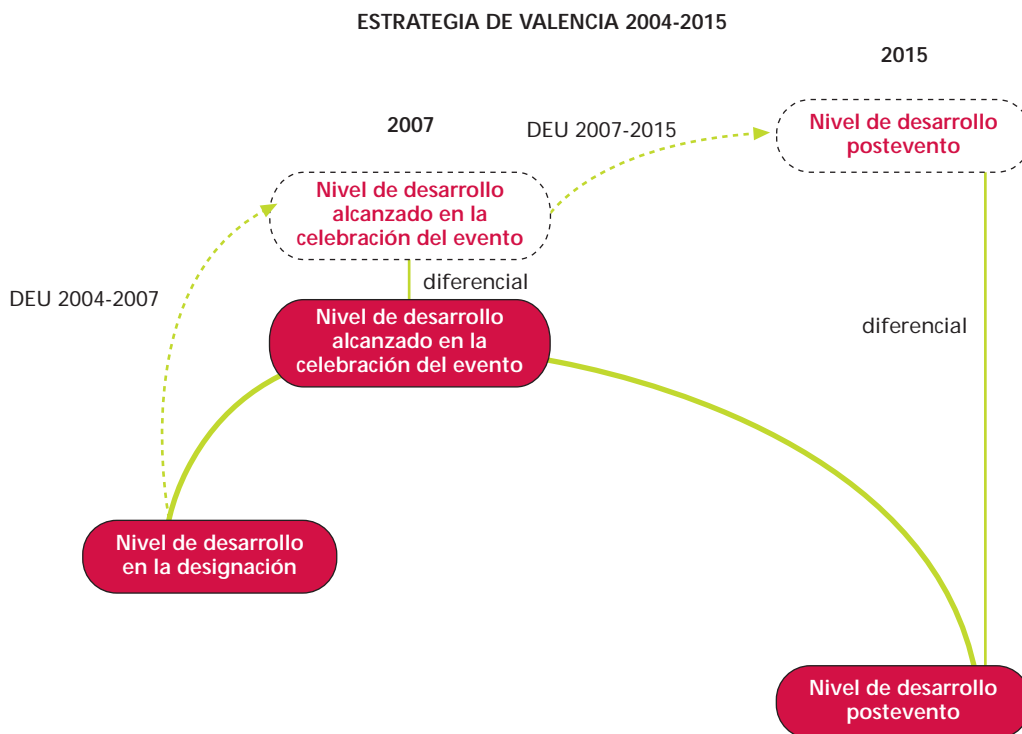 ESTRATEGIA DE VALENCIA 2004-2015
2015
2007
DEU 2007-2015
Nivel de desarrollo
postevento
Nivel de desarrollo
alcanzado en la
celebración del evento
DEU 2004-2007
diferencial
Nivel de desarrollo
alcanzado en la
celebración del evento
diferencial
Nivel de desarrollo
en la designación
Nivel de desarrollo
postevento